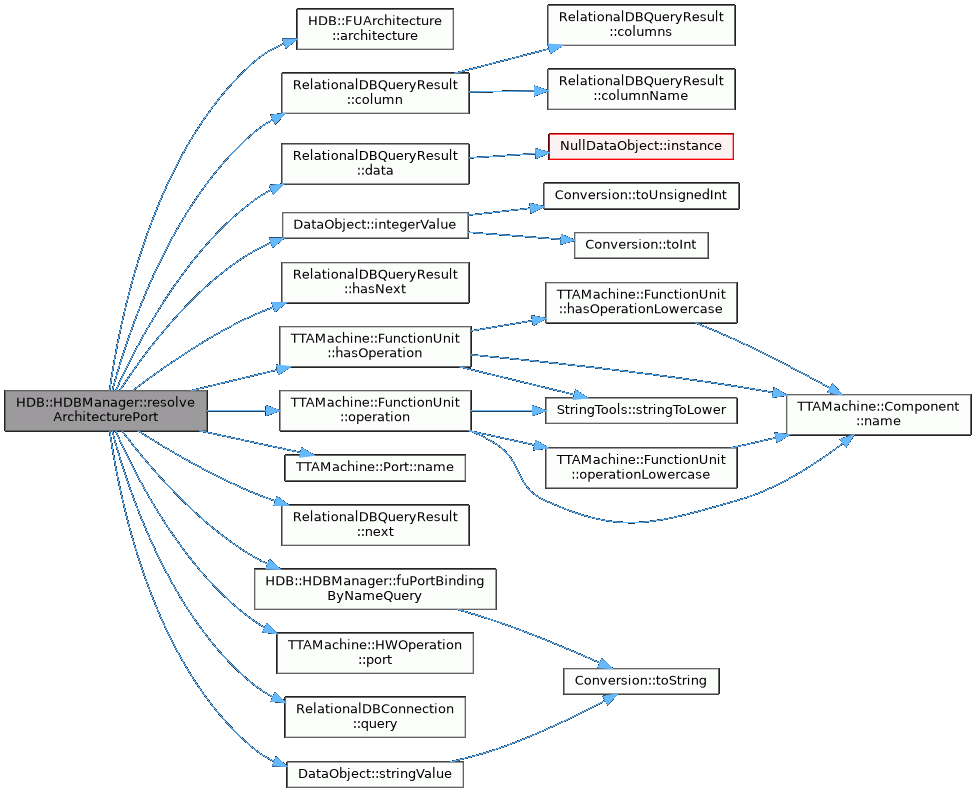 HDB::HDBManager::resolve
ArchitecturePort
HDB::FUArchitecture
::architecture
RelationalDBQueryResult
::column
RelationalDBQueryResult
::data
DataObject::integerValue
RelationalDBQueryResult
::hasNext
TTAMachine::FunctionUnit
::hasOperation
TTAMachine::FunctionUnit
::operation
TTAMachine::Port::name
RelationalDBQueryResult
::next
HDB::HDBManager::fuPortBinding
ByNameQuery
TTAMachine::HWOperation
::port
RelationalDBConnection
::query
DataObject::stringValue
RelationalDBQueryResult
::columns
RelationalDBQueryResult
::columnName
NullDataObject::instance
Conversion::toUnsignedInt
Conversion::toInt
TTAMachine::FunctionUnit
::hasOperationLowercase
StringTools::stringToLower
TTAMachine::FunctionUnit
::operationLowercase
Conversion::toString
TTAMachine::Component
::name